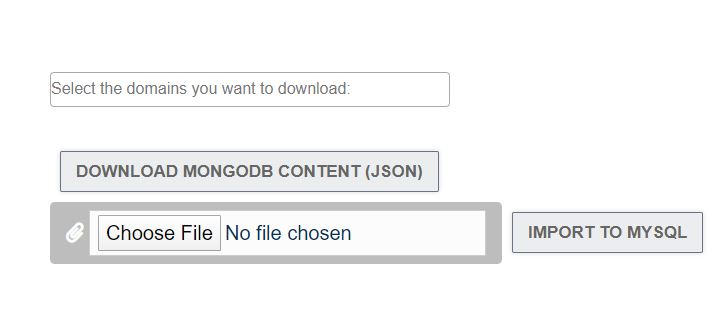 Select the domains you want to download:
DOWNLOAD MONGODB CONTENT (JSON)
Choose File No file chosen
IMPORT TO MYSQL